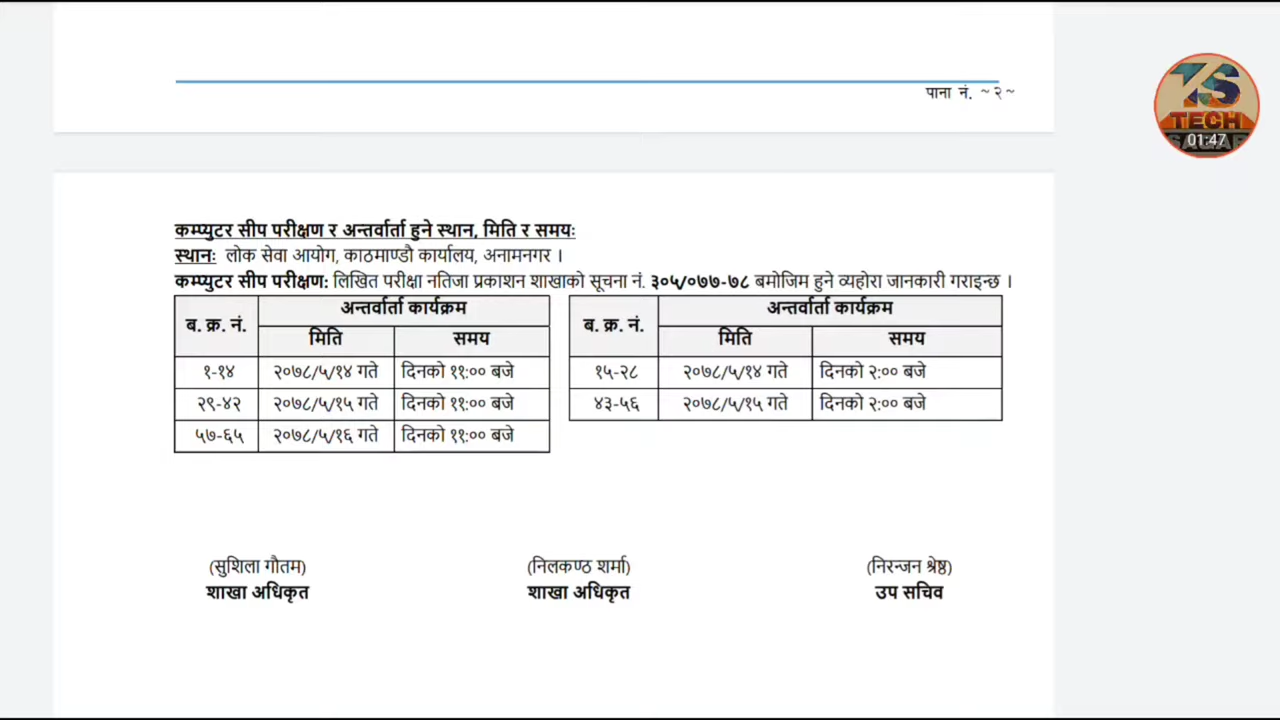 पाना नं. ~२~
TS
TECH
SAGAR
01:47
कम्प्युटर सीप परीक्षण र अन्तर्वार्ता हुने स्थान, मिति र समयः
स्थानः लोक सेवा आयोग, काठमाण्डौ कार्यालय, अनामनगर ।
कम्प्युटर सीप परीक्षण: लिखित परीक्षा नतिजा प्रकाशन शाखाको सूचना नं. ३०५/०७७-७८ बमोजिम हुने व्यहोरा जानकारी गराइन्छ ।
ब. क्र. नं. अन्तर्वार्ता कार्यक्रम
मिति समय
१-१४ २०७८/५/१४ गते दिनको ११:०० बजे
२९-४२ २०७८/५/१५ गते दिनको ११:०० बजे
५७-६५ २०७८/५/१६ गते दिनको ११:०० बजे
ब. क्र. नं. अन्तर्वार्ता कार्यक्रम
मिति समय
१५-२८ २०७८/५/१४ गते दिनको २:०० बजे
४३-५६ २०७८/५/१५ गते दिनको २:०० बजे
(सुशिला गौतम) (निलकण्ठ शर्मा) (निरन्जन श्रेष्ठ)
शाखा अधिकृत शाखा अधिकृत उप सचिव